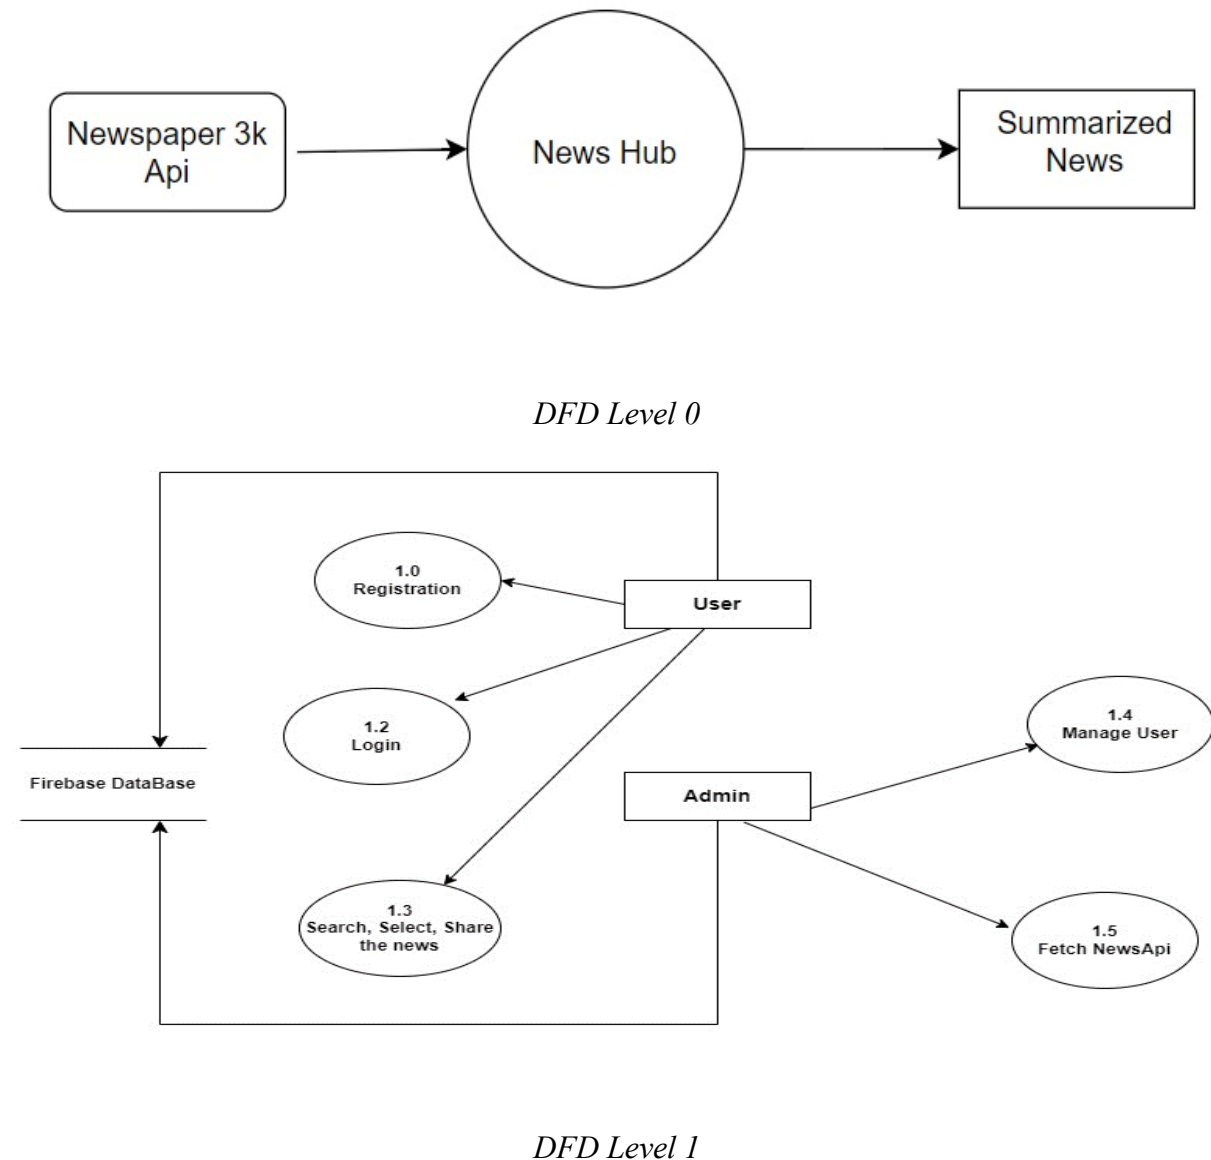 Newspaper 3k
Api
News Hub
Summarized
News
DFD Level 0
1.0
Registration
User
1.2
Login
1.4
Manage User
Firebase DataBase
Admin
1.3
Search, Select, Share
the news
1.5
Fetch NewsApi
DFD Level 1